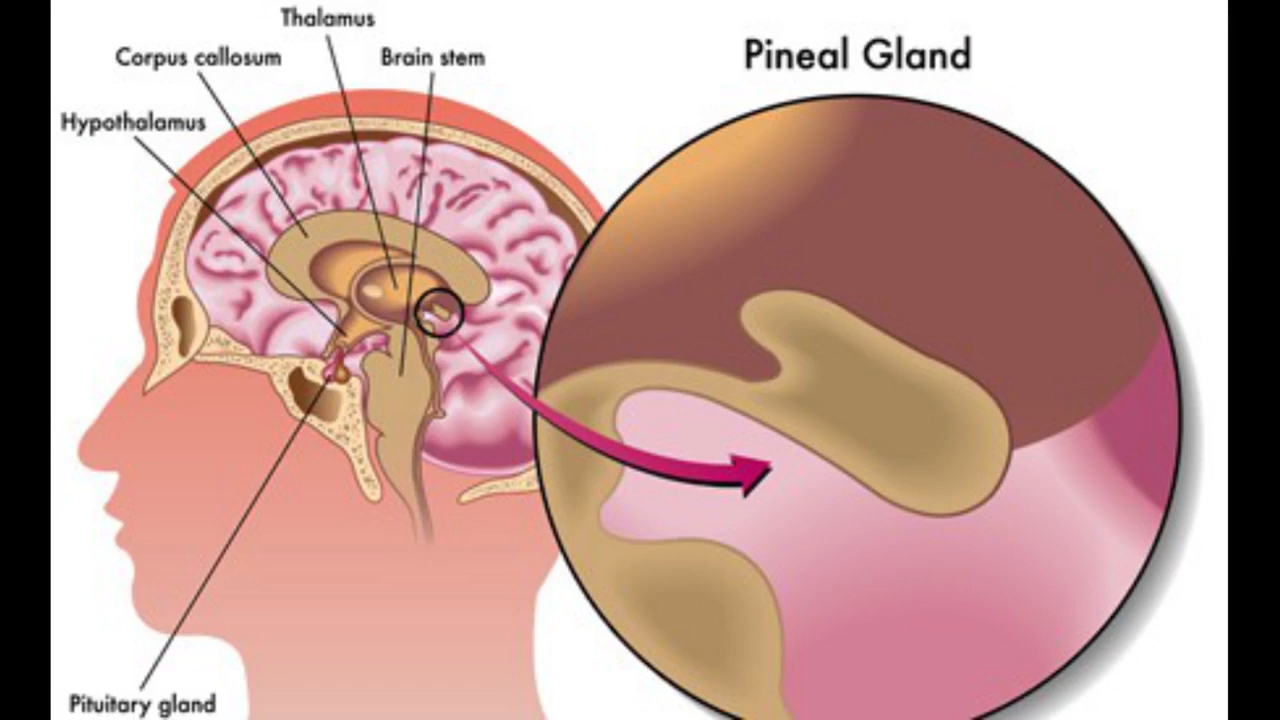 Thalamus
Corpus callosum
Brain stem
Pineal Gland
Hypothalamus
Pituitary gland